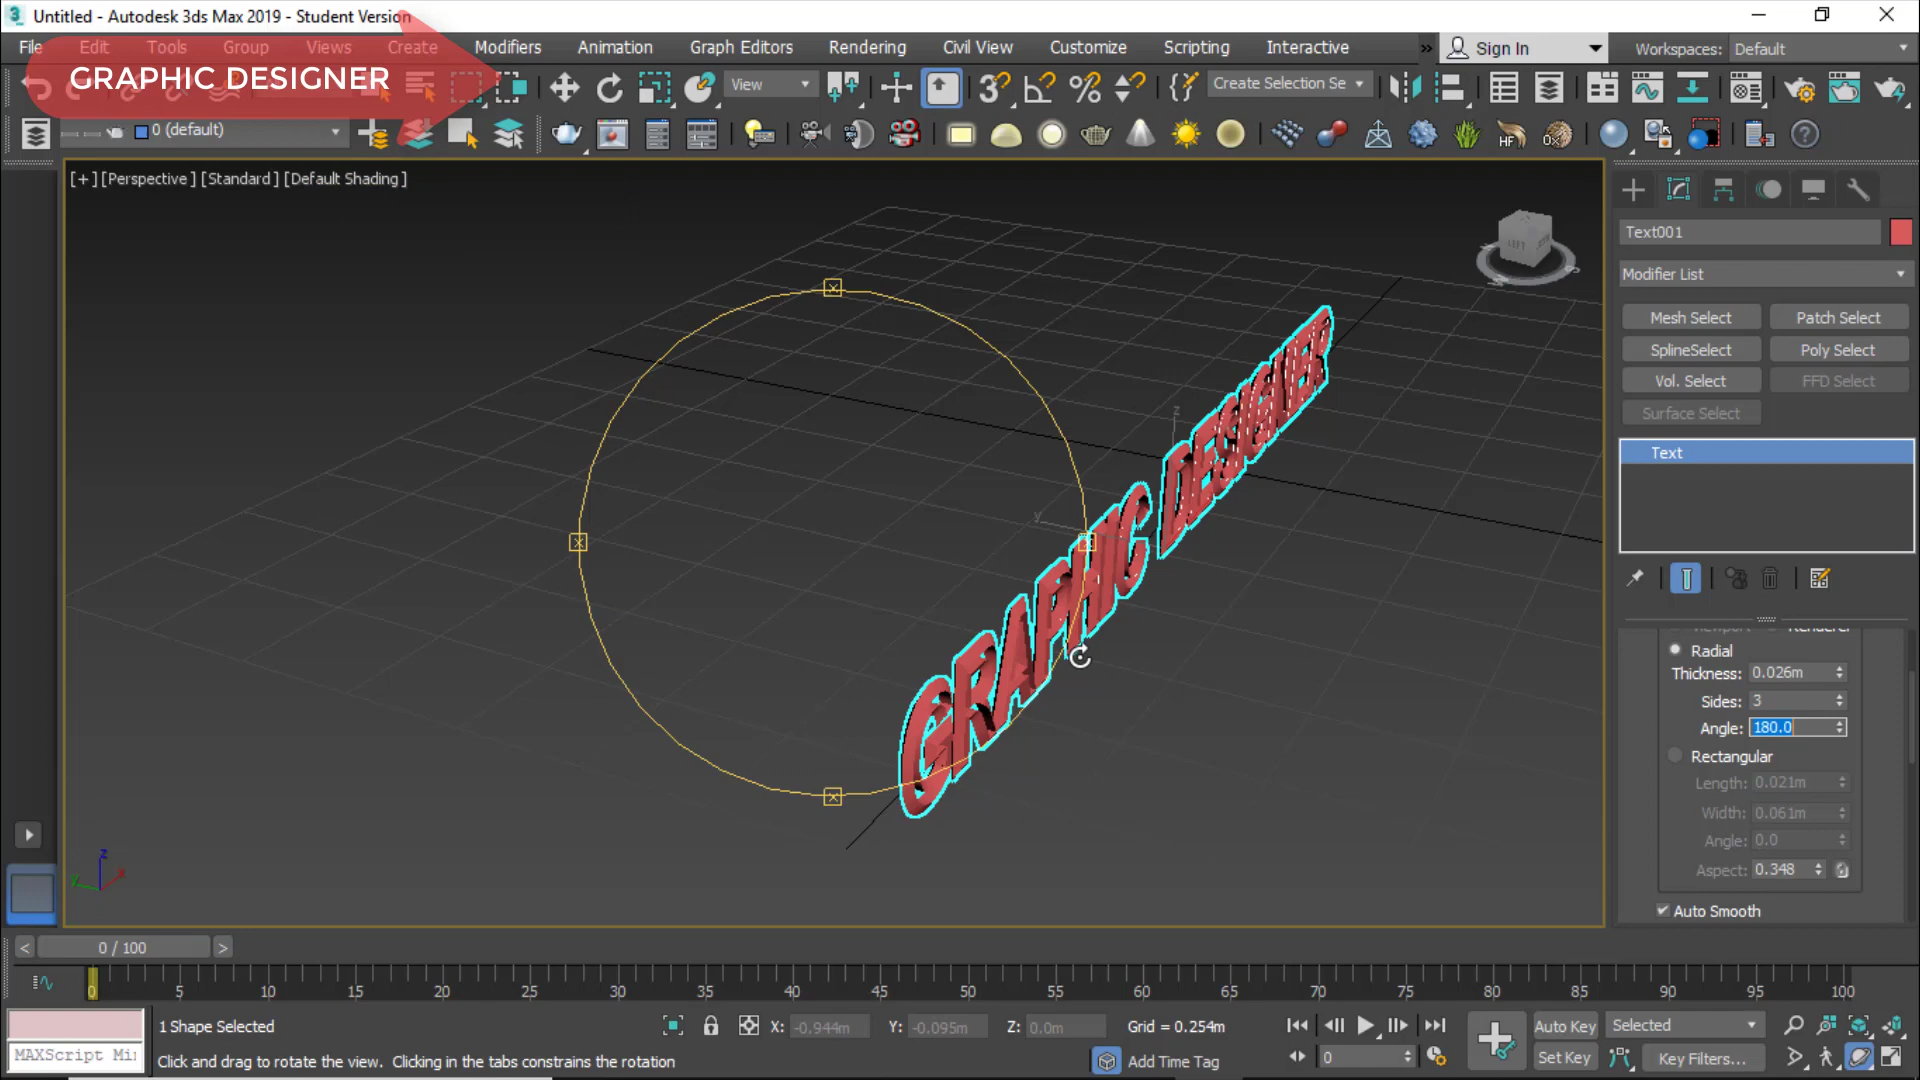 3 Untitled - Autodesk 3ds Max 2019 - Student Version
File Edit Tools Group Views Create Modifiers Animation Graph Editors Rendering Civil View Customize Scripting Interactive » Sign In Workspaces: Default
GRAPHIC DESIGNER
View 3 % Create Selection Se
0 (default) HF OX ?
[+] [Perspective] [Standard] [Default Shading]
Text001
Modifier List
Mesh Select Patch Select
SplineSelect Poly Select
Vol. Select FFD Select
Surface Select
Text
GRAPHIC DESIGNER
z
y
Renderer
Radial
Thickness: 0.026m
Sides: 3
Angle: 180.0
Rectangular
Length: 0.021m
Width: 0.061m
Angle: 0.0
Aspect: 0.348
Auto Smooth
z
y x
< 0 / 100 >
0 5 10 15 20 25 30 35 40 45 50 55 60 65 70 75 80 85 90 95 100
1 Shape Selected X: -0.944m Y: -0.095m Z: 0.0m Grid = 0.254m Auto Key Selected
MAXScript Mi Click and drag to rotate the view. Clicking in the tabs constrains the rotation Add Time Tag 0 Set Key Key Filters...